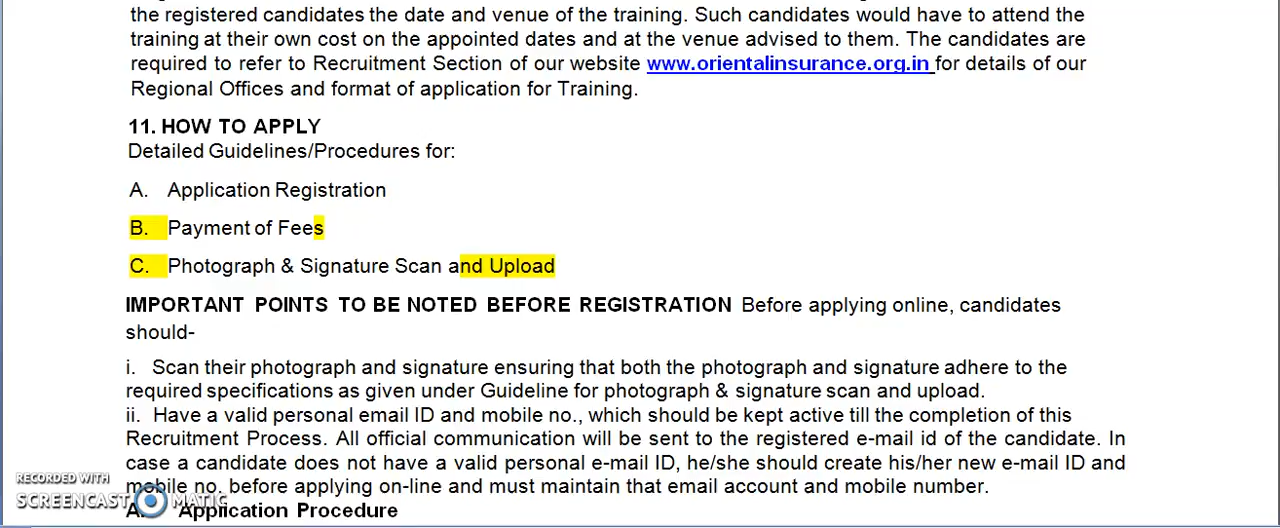 the registered candidates the date and venue of the training. Such candidates would have to attend the
training at their own cost on the appointed dates and at the venue advised to them. The candidates are
required to refer to Recruitment Section of our website www.orientalinsurance.org.in for details of our
Regional Offices and format of application for Training.
11. HOW TO APPLY
Detailed Guidelines/Procedures for:
A. Application Registration
B. Payment of Fees
C. Photograph & Signature Scan and Upload
IMPORTANT POINTS TO BE NOTED BEFORE REGISTRATION Before applying online, candidates
should-
i. Scan their photograph and signature ensuring that both the photograph and signature adhere to the
required specifications as given under Guideline for photograph & signature scan and upload.
ii. Have a valid personal email ID and mobile no., which should be kept active till the completion of this
Recruitment Process. All official communication will be sent to the registered e-mail id of the candidate. In
case a candidate does not have a valid personal e-mail ID, he/she should create his/her new e-mail ID and
mobile no. before applying on-line and must maintain that email account and mobile number.
A. Application Procedure
RECORDED WITH
SCREENCAST MATIC